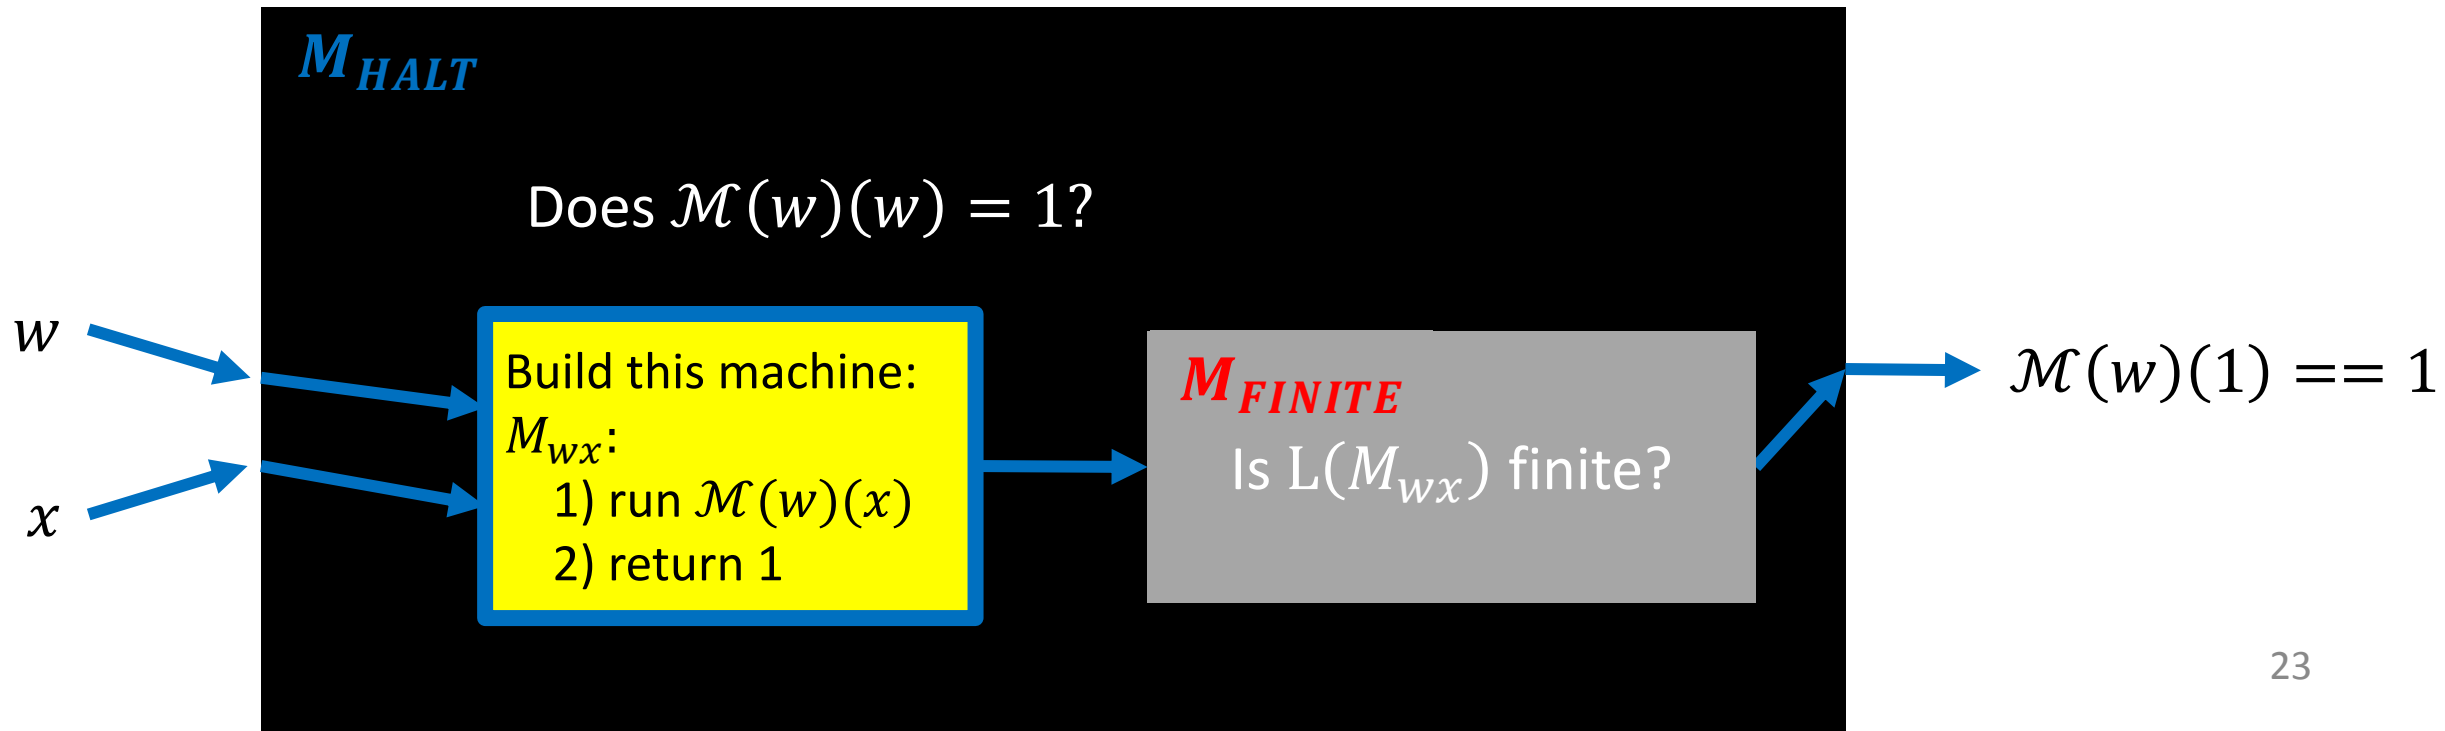 M_HALT
Does ℳ(w)(w) = 1?
w
x
Build this machine:
M_wx:
1) run ℳ(w)(x)
2) return 1
M_FINITE
Is L(M_wx) finite?
ℳ(w)(1) == 1
23